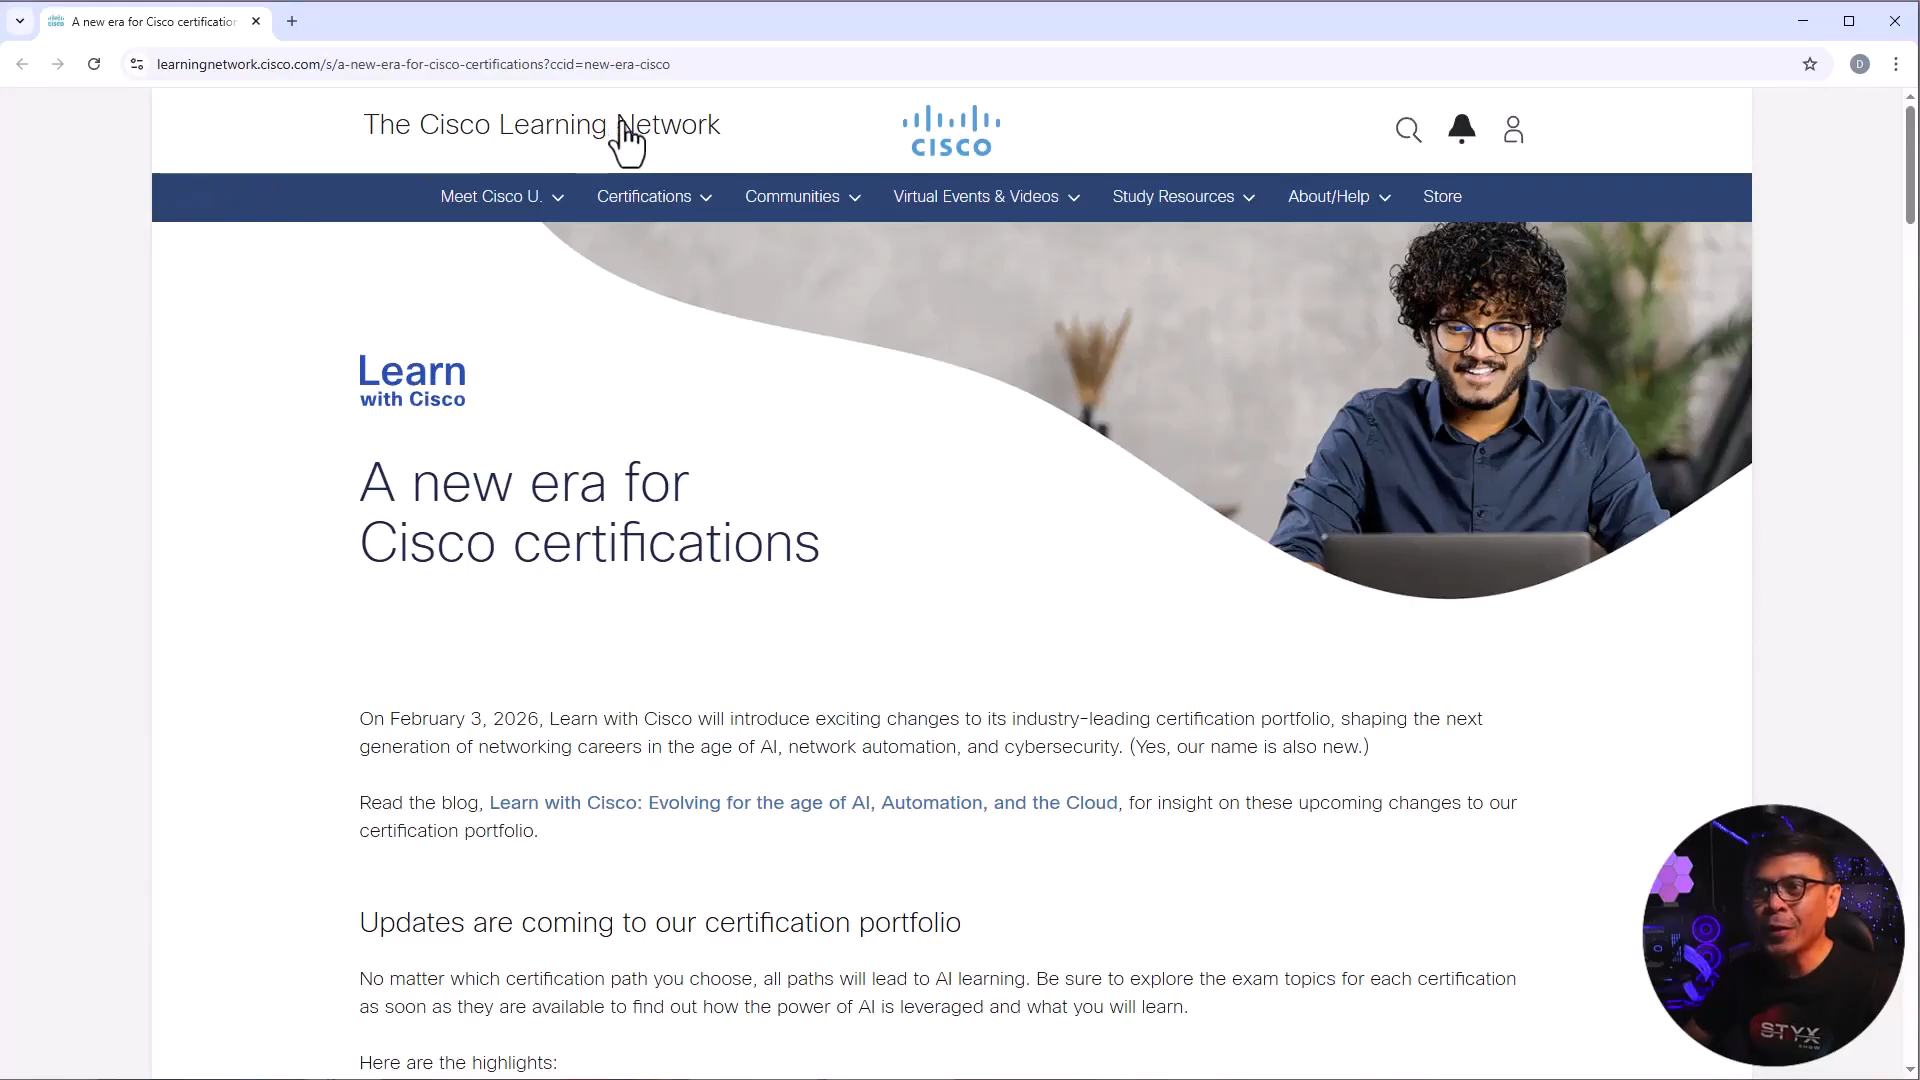 A new era for Cisco certification
learningnetwork.cisco.com/s/a-new-era-for-cisco-certifications?ccid=new-era-cisco
D
The Cisco Learning Network
CISCO
Meet Cisco U.
Certifications
Communities
Virtual Events & Videos
Study Resources
About/Help
Store
Learn
with Cisco
A new era for
Cisco certifications
On February 3, 2026, Learn with Cisco will introduce exciting changes to its industry-leading certification portfolio, shaping the next
generation of networking careers in the age of AI, network automation, and cybersecurity. (Yes, our name is also new.)
Read the blog, Learn with Cisco: Evolving for the age of AI, Automation, and the Cloud, for insight on these upcoming changes to our
certification portfolio.
Updates are coming to our certification portfolio
No matter which certification path you choose, all paths will lead to AI learning. Be sure to explore the exam topics for each certification
as soon as they are available to find out how the power of AI is leveraged and what you will learn.
Here are the highlights:
STYX